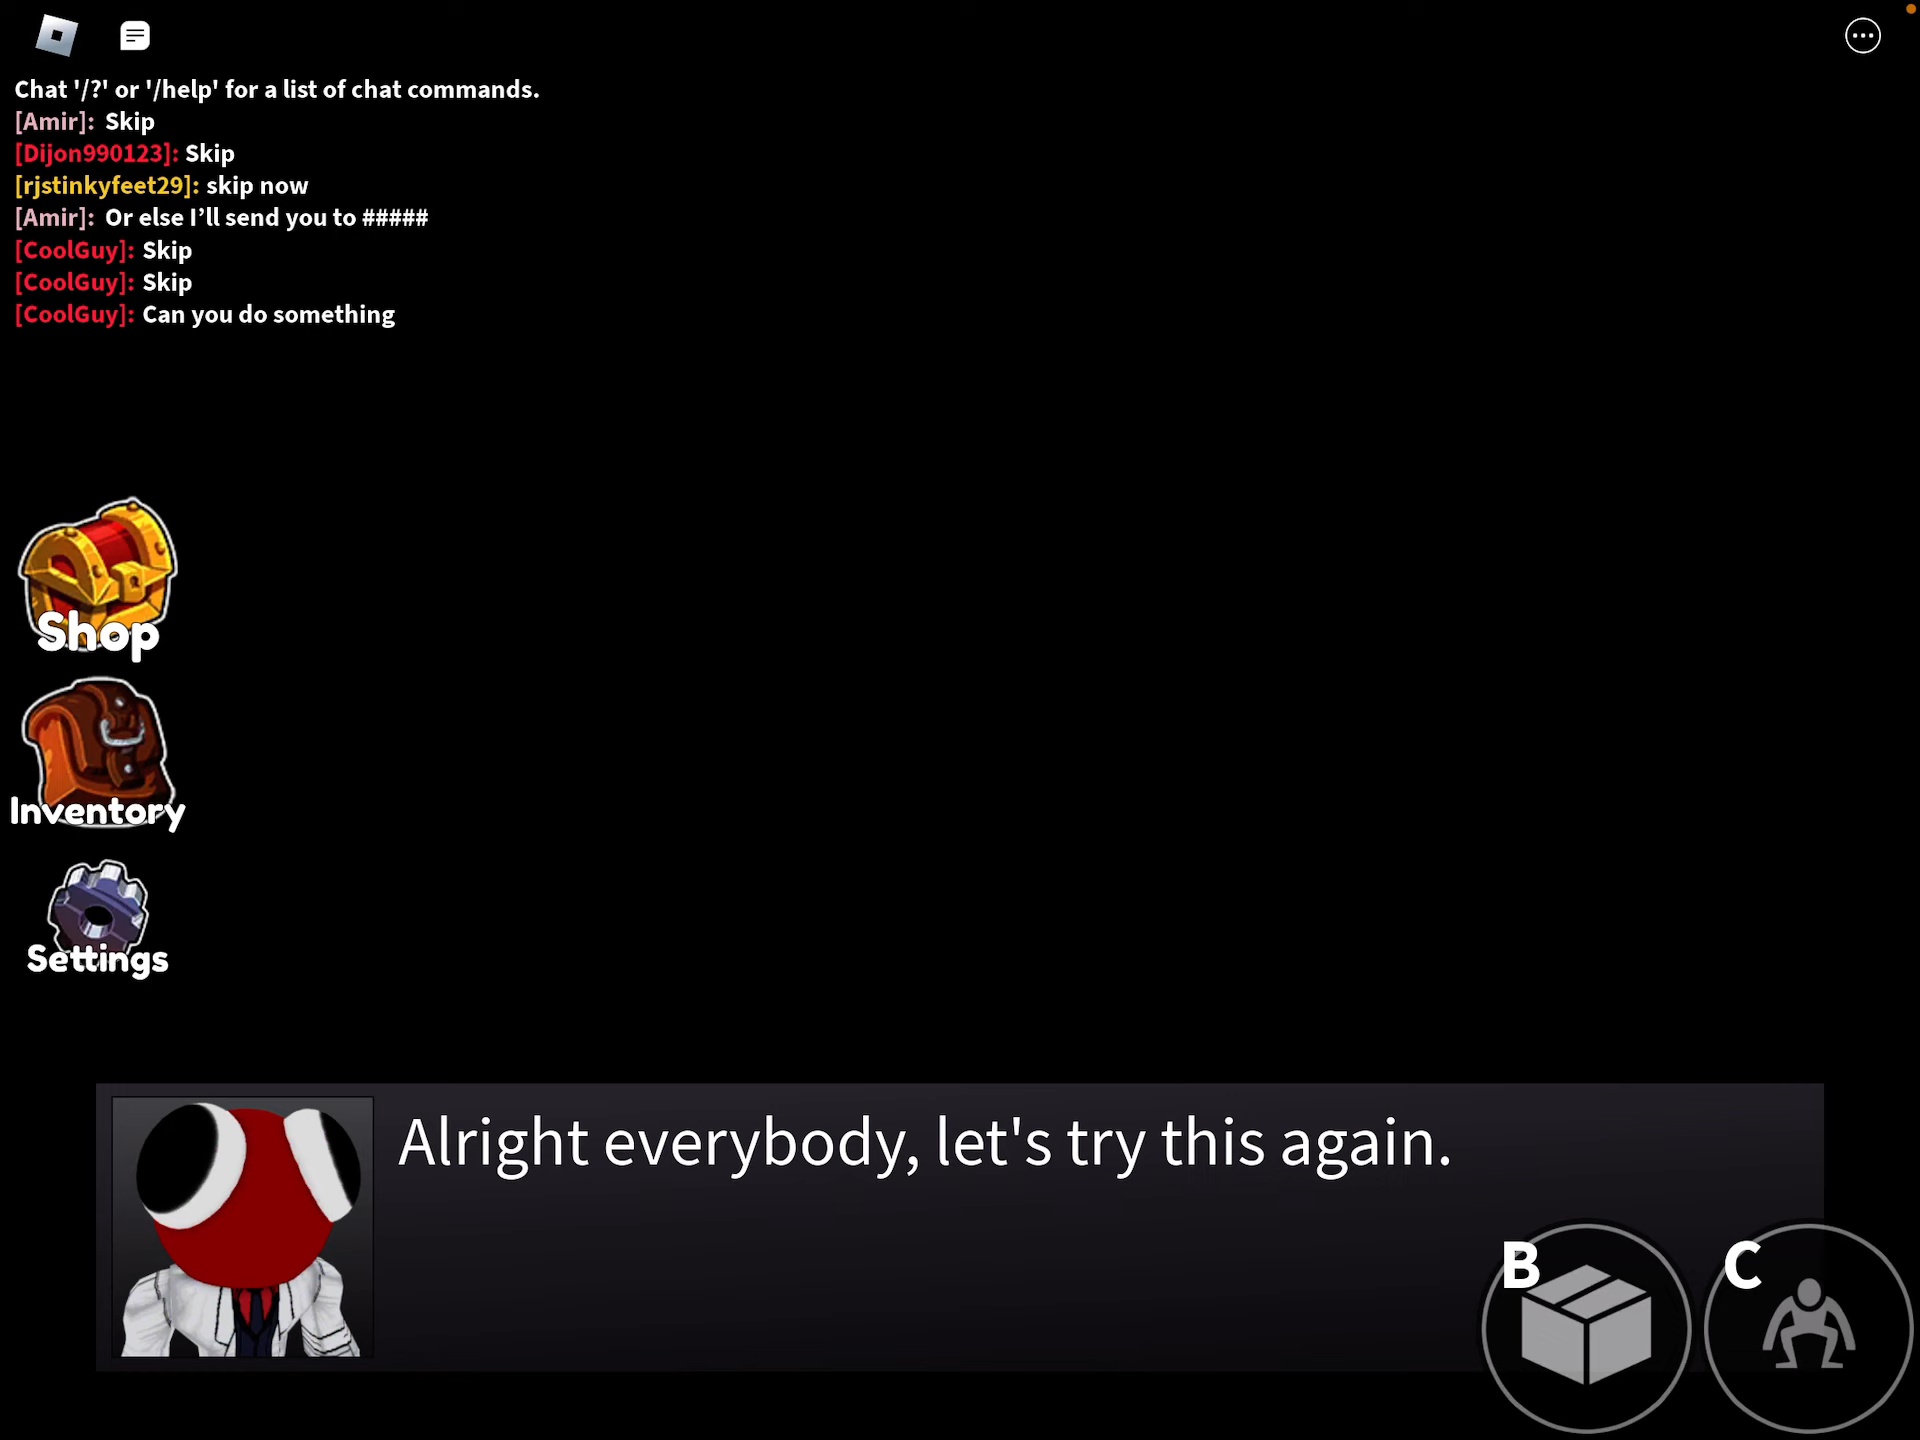 Chat '/?' or '/help' for a list of chat commands.
[Amir]: Skip
[Dijon990123]: Skip
[rjstinkyfeet29]: skip now
[Amir]: Or else I’ll send you to #####
[CoolGuy]: Skip
[CoolGuy]: Skip
[CoolGuy]: Can you do something
Shop
Inventory
Settings
Alright everybody, let's try this again.
B
C